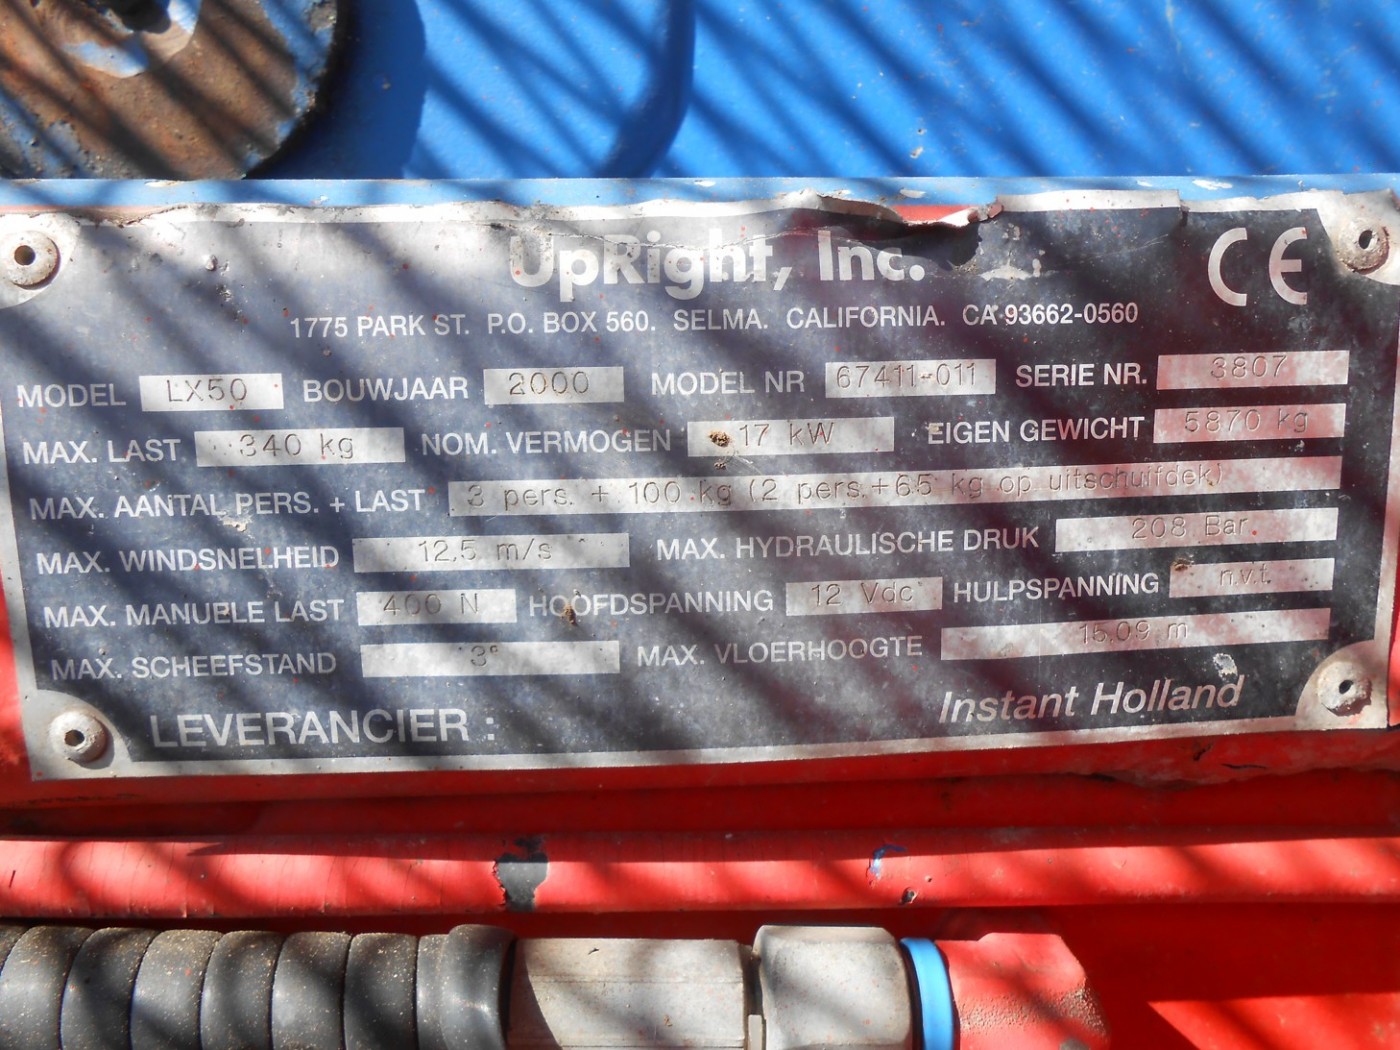 UpRight, Inc. CE
1775 PARK ST. P.O. BOX 560. SELMA. CALIFORNIA. CA 93662-0560
MODEL LX50 BOUWJAAR 2000 MODEL NR 67411-011 SERIE NR. 3807
MAX. LAST 340 kg NOM. VERMOGEN 17 kW EIGEN GEWICHT 5870 kg
MAX. AANTAL PERS. + LAST 3 pers. + 100 kg (2 pers.+65 kg op uitschuifdek)
MAX. WINDSNELHEID 12,5 m/s MAX. HYDRAULISCHE DRUK 208 Bar.
MAX. MANUELE LAST 400 N HOOFDSPANNING 12 Vdc HULPSPANNING n.v.t.
MAX. SCHEEFSTAND 3° MAX. VLOERHOOGTE 15.09 m
LEVERANCIER : Instant Holland